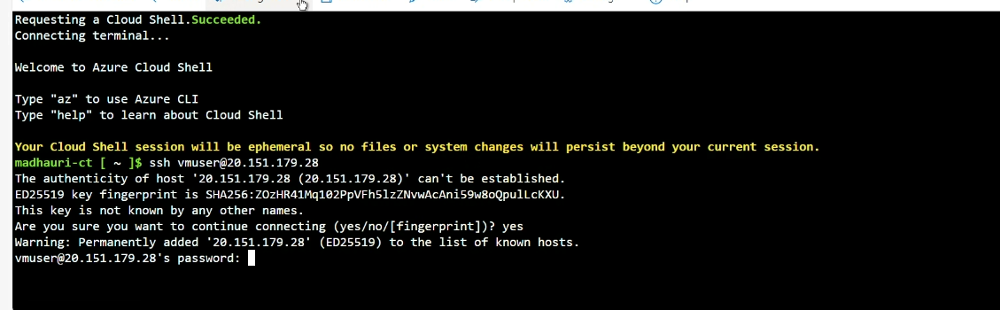 Requesting a Cloud Shell.Succeeded.
Connecting terminal...
Welcome to Azure Cloud Shell
Type "az" to use Azure CLI
Type "help" to learn about Cloud Shell
Your Cloud Shell session will be ephemeral so no files or system changes will persist beyond your current session.
madhauri-ct [ ~ ]$ ssh vmuser@20.151.179.28
The authenticity of host '20.151.179.28 (20.151.179.28)' can't be established.
ED25519 key fingerprint is SHA256:ZOzHR41Mq102PpVFh5lzZNvwAcAni59w8oQpulLcKXU.
This key is not known by any other names.
Are you sure you want to continue connecting (yes/no/[fingerprint])? yes
Warning: Permanently added '20.151.179.28' (ED25519) to the list of known hosts.
vmuser@20.151.179.28's password: